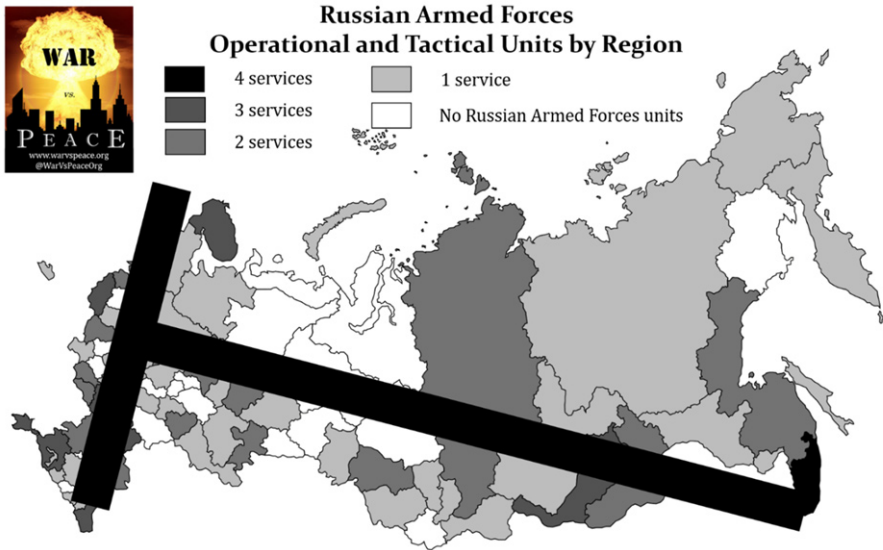 Russian Armed Forces
Operational and Tactical Units by Region
WAR
vs.
PEACE
www.warvspeace.org
@WarVsPeaceOrg
4 services
3 services
2 services
1 service
No Russian Armed Forces units